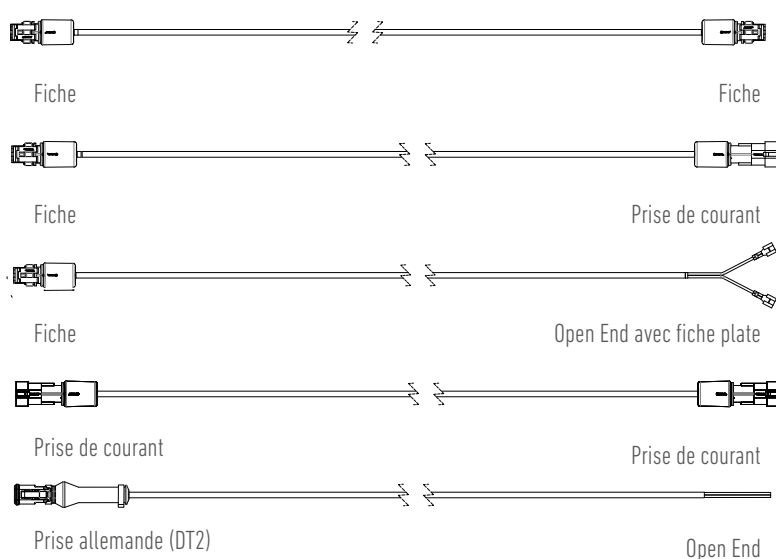 Fiche
Fiche
Fiche
Prise de courant
Fiche
Open End avec fiche plate
Prise de courant
Prise de courant
Prise allemande (DT2)
Open End